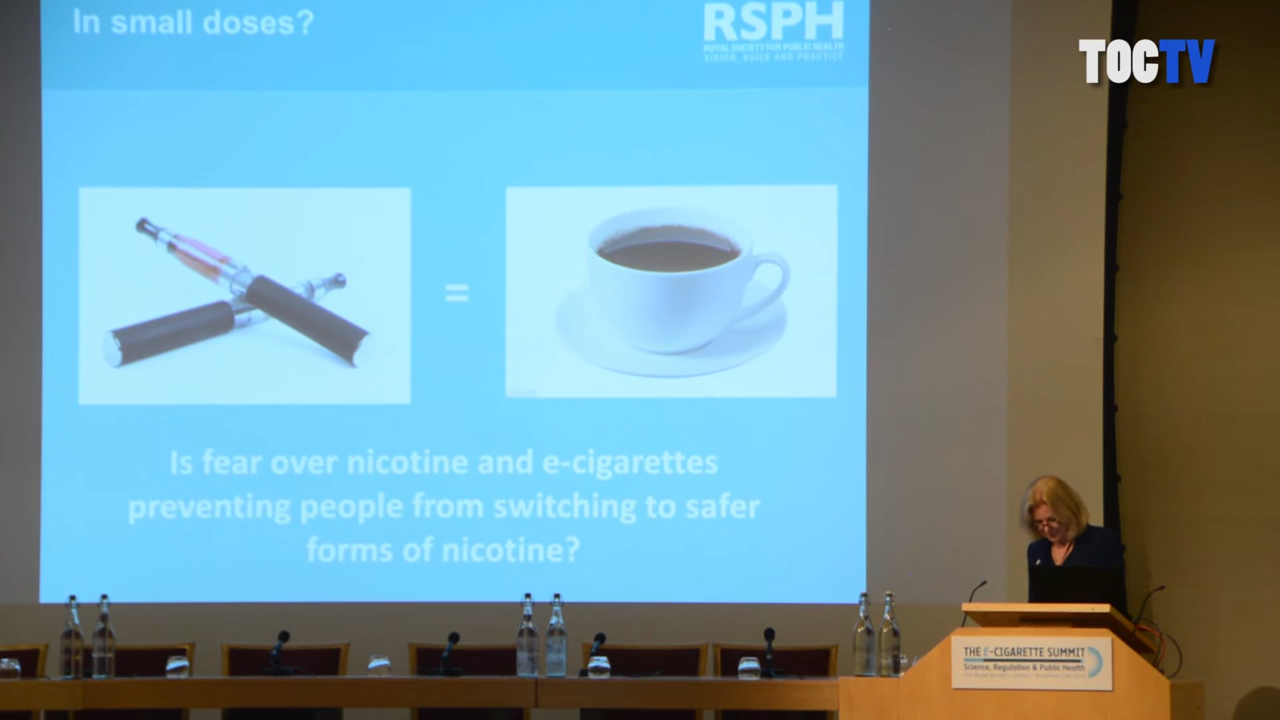 In small doses?
RSPH
ROYAL SOCIETY FOR PUBLIC HEALTH
VISION, VOICE AND PRACTICE
TOCTV
=
Is fear over nicotine and e-cigarettes
preventing people from switching to safer
forms of nicotine?
THE E-CIGARETTE SUMMIT
Science, Regulation & Public Health